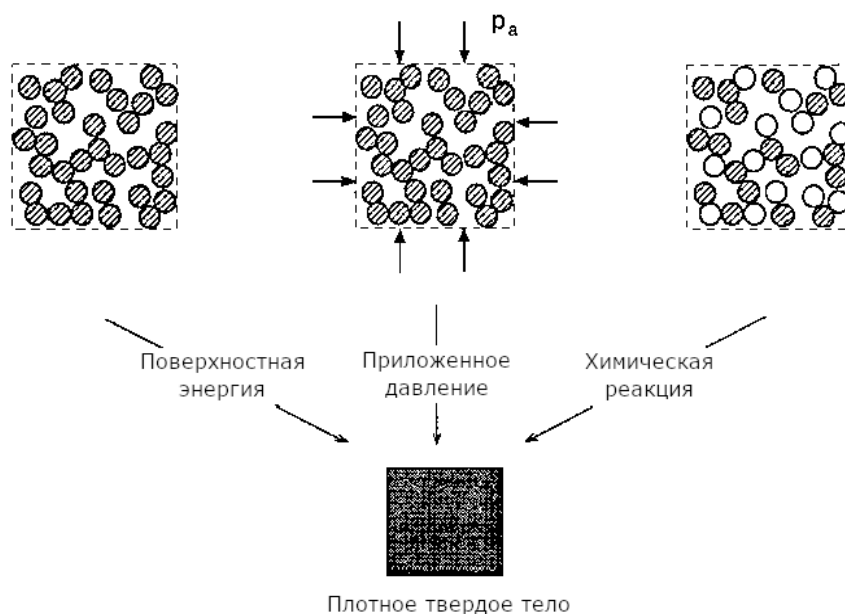 pₐ
Поверхностная
энергия
Приложенное
давление
Химическая
реакция
Плотное твердое тело